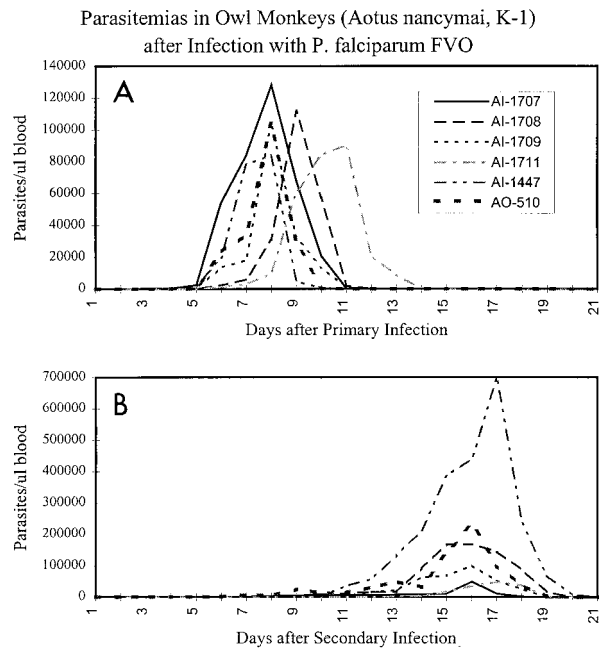 Parasitemias in Owl Monkeys (Aotus nancymai, K-1)
after Infection with P. falciparum FVO
A
Parasites/ul blood
140000
120000
100000
80000
60000
40000
20000
0
1 3 5 7 9 11 13 15 17 19 21
Days after Primary Infection
AI-1707
AI-1708
AI-1709
AI-1711
AI-1447
AO-510
B
Parasites/ul blood
700000
600000
500000
400000
300000
200000
100000
0
1 3 5 7 9 11 13 15 17 19 21
Days after Secondary Infection